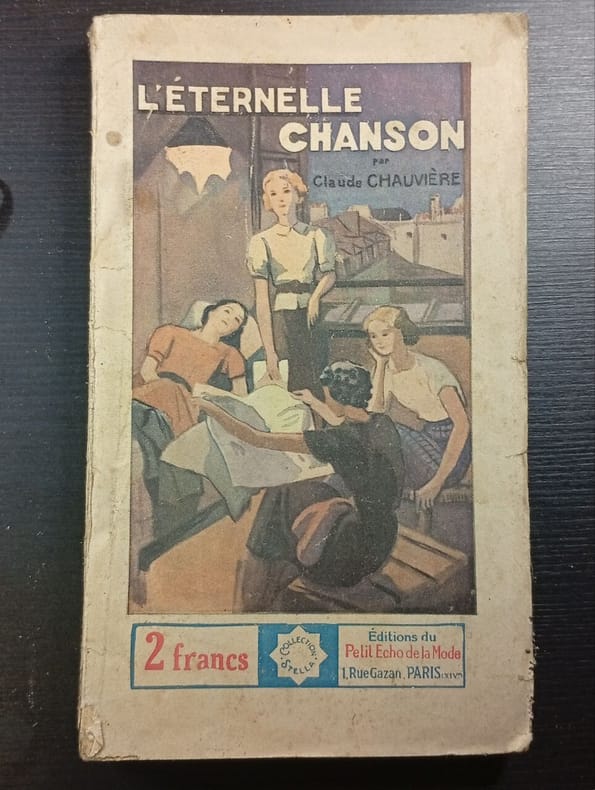 L'ÉTERNELLE
CHANSON
par
Claude CHAUVIÈRE
2 francs
COLLECTION
STELLA
Éditions du
Petit Echo de la Mode
1, Rue Gazan, PARIS (XIVe)